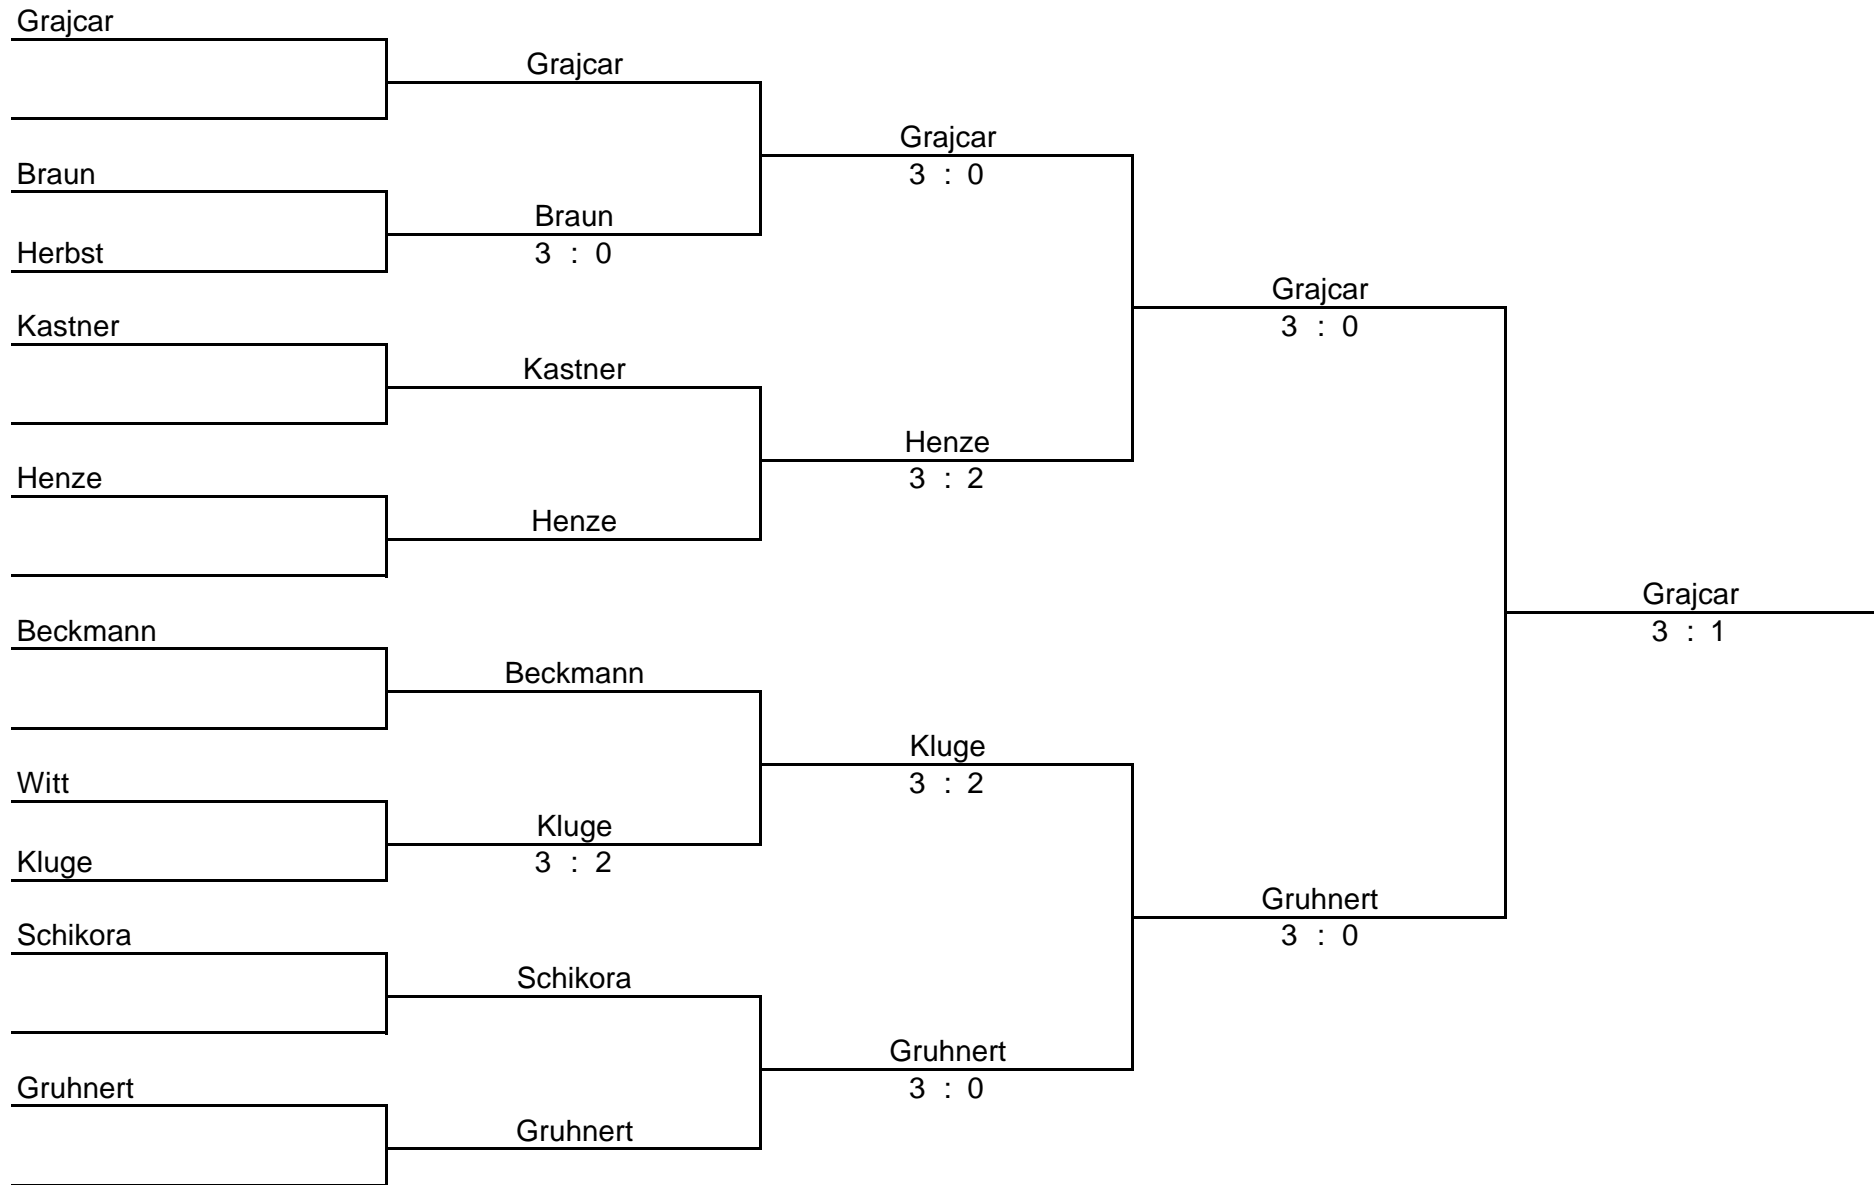 Grajcar
Grajcar
Grajcar
3 : 0
Braun
Braun
3 : 0
Herbst
Grajcar
3 : 0
Kastner
Kastner
Henze
3 : 2
Henze
Henze
Grajcar
3 : 1
Beckmann
Beckmann
Kluge
3 : 2
Witt
Kluge
3 : 2
Kluge
Gruhnert
3 : 0
Schikora
Schikora
Gruhnert
3 : 0
Gruhnert
Gruhnert